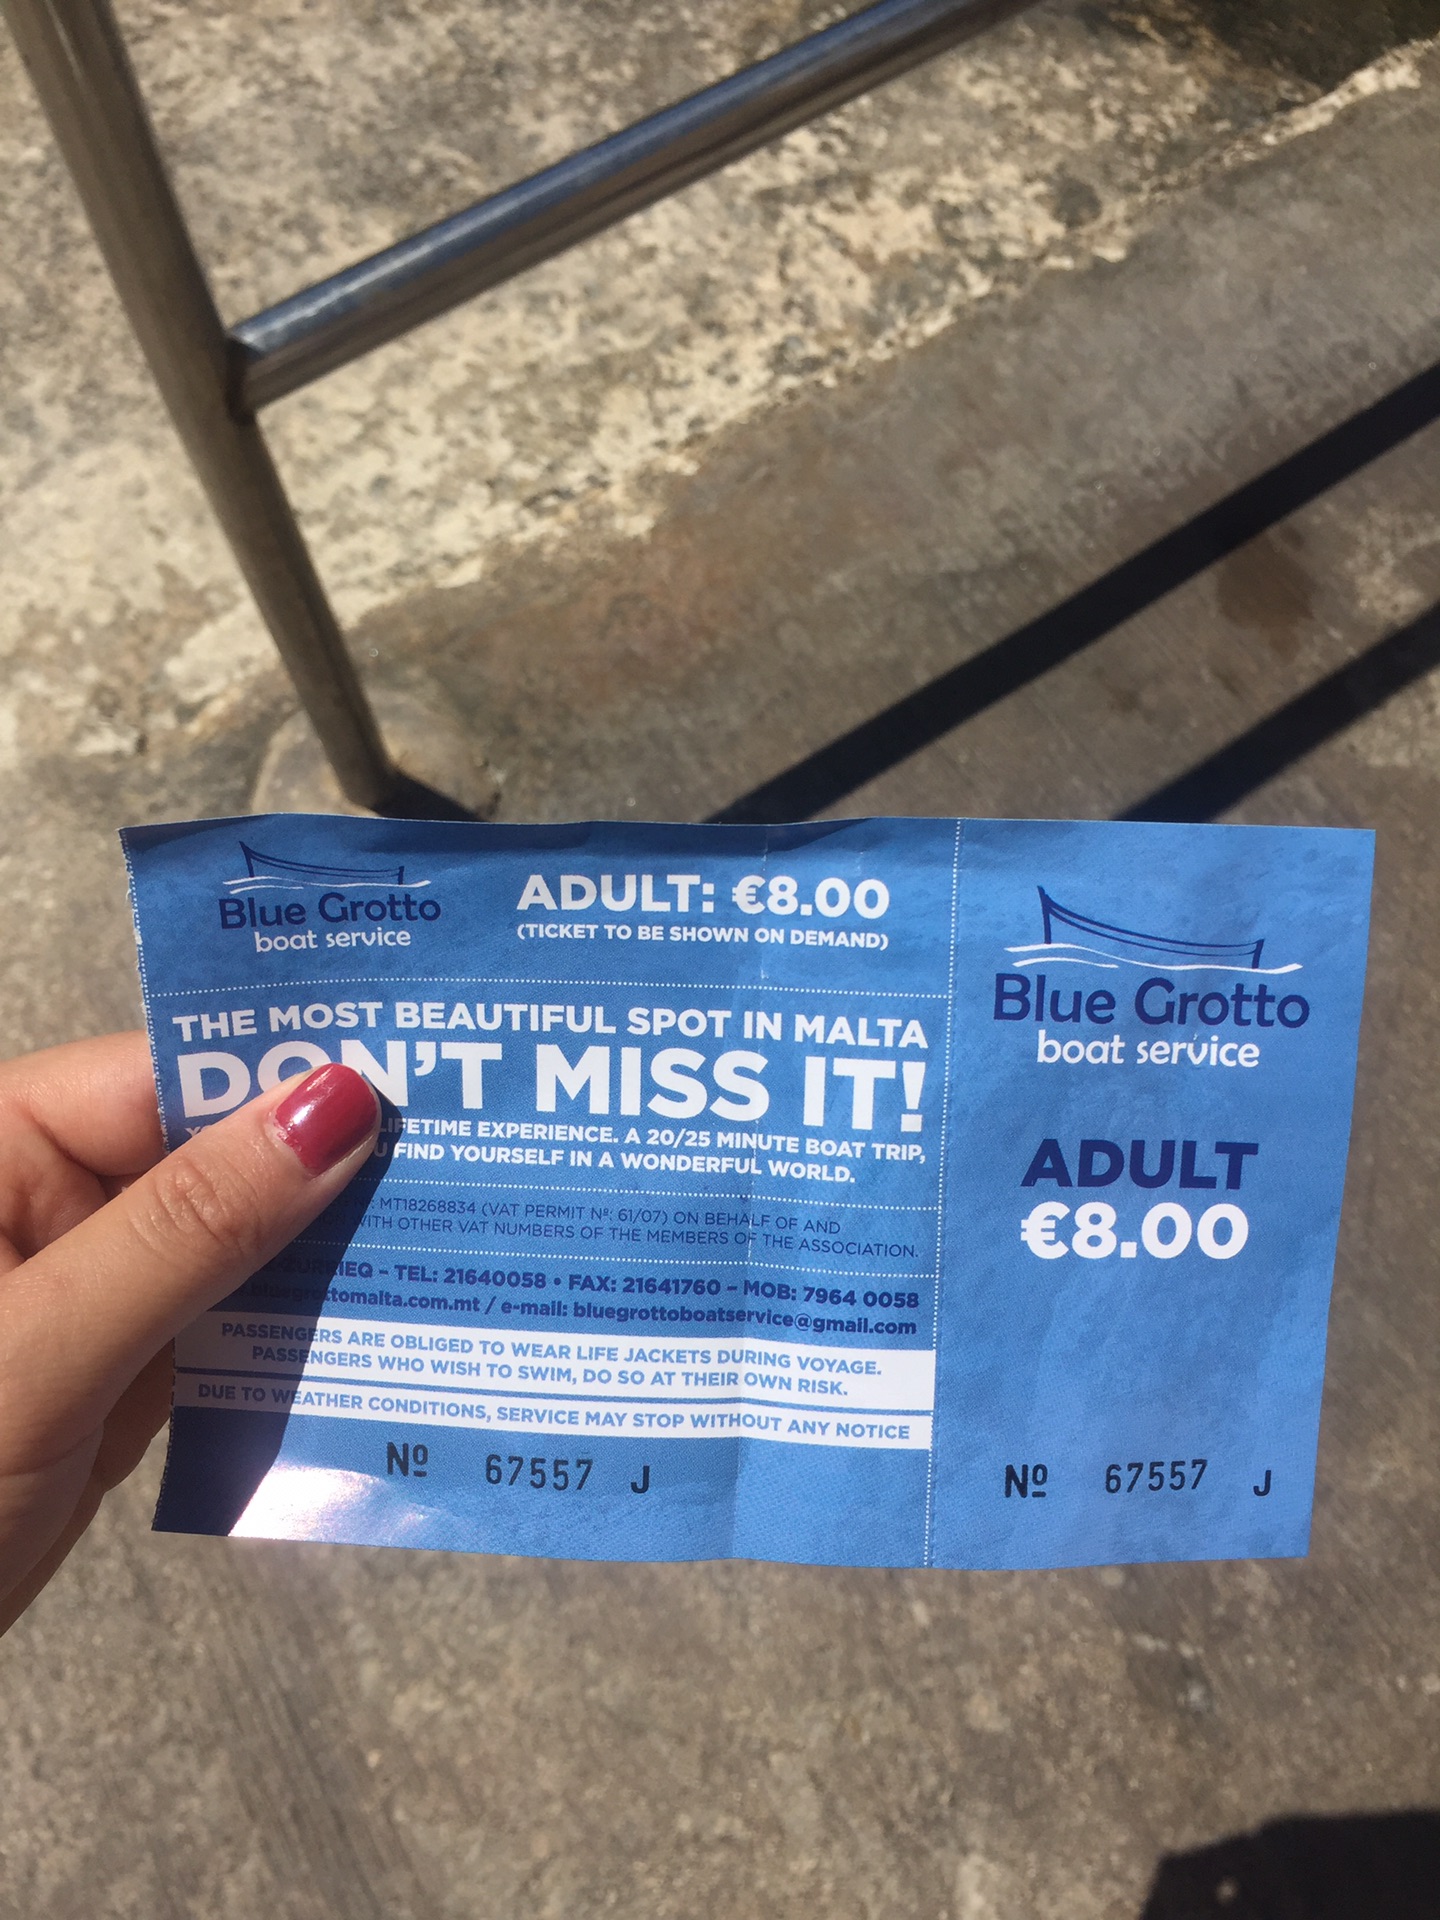 Blue Grotto
boat service
ADULT: €8.00
(TICKET TO BE SHOWN ON DEMAND)
THE MOST BEAUTIFUL SPOT IN MALTA
DON'T MISS IT!
LIFETIME EXPERIENCE. A 20/25 MINUTE BOAT TRIP,
FIND YOURSELF IN A WONDERFUL WORLD.
MT18268834 (VAT PERMIT Nº: 61/07) ON BEHALF OF AND
WITH OTHER VAT NUMBERS OF THE MEMBERS OF THE ASSOCIATION.
- TEL: 21640058 • FAX: 21641760 - MOB: 7964 0058
/ e-mail: bluegrottoboatservice@gmail.com
PASSENGERS ARE OBLIGED TO WEAR LIFE JACKETS DURING VOYAGE.
PASSENGERS WHO WISH TO SWIM, DO SO AT THEIR OWN RISK.
DUE TO WEATHER CONDITIONS, SERVICE MAY STOP WITHOUT ANY NOTICE
Nº 67557 J
Blue Grotto
boat service
ADULT
€8.00
Nº 67557 J